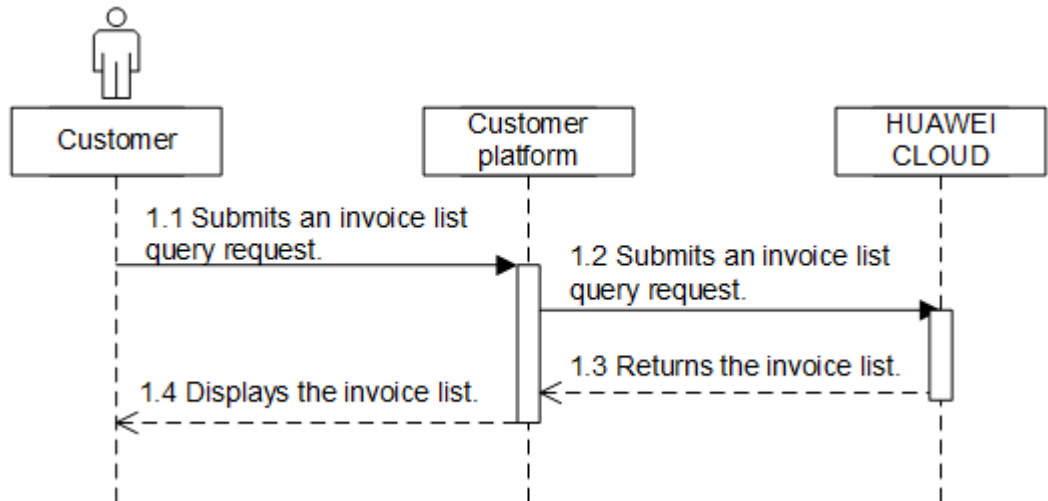 Customer
Customer
platform
HUAWEI
CLOUD
1.1 Submits an invoice list
query request.
1.2 Submits an invoice list
query request.
1.3 Returns the invoice list.
1.4 Displays the invoice list.